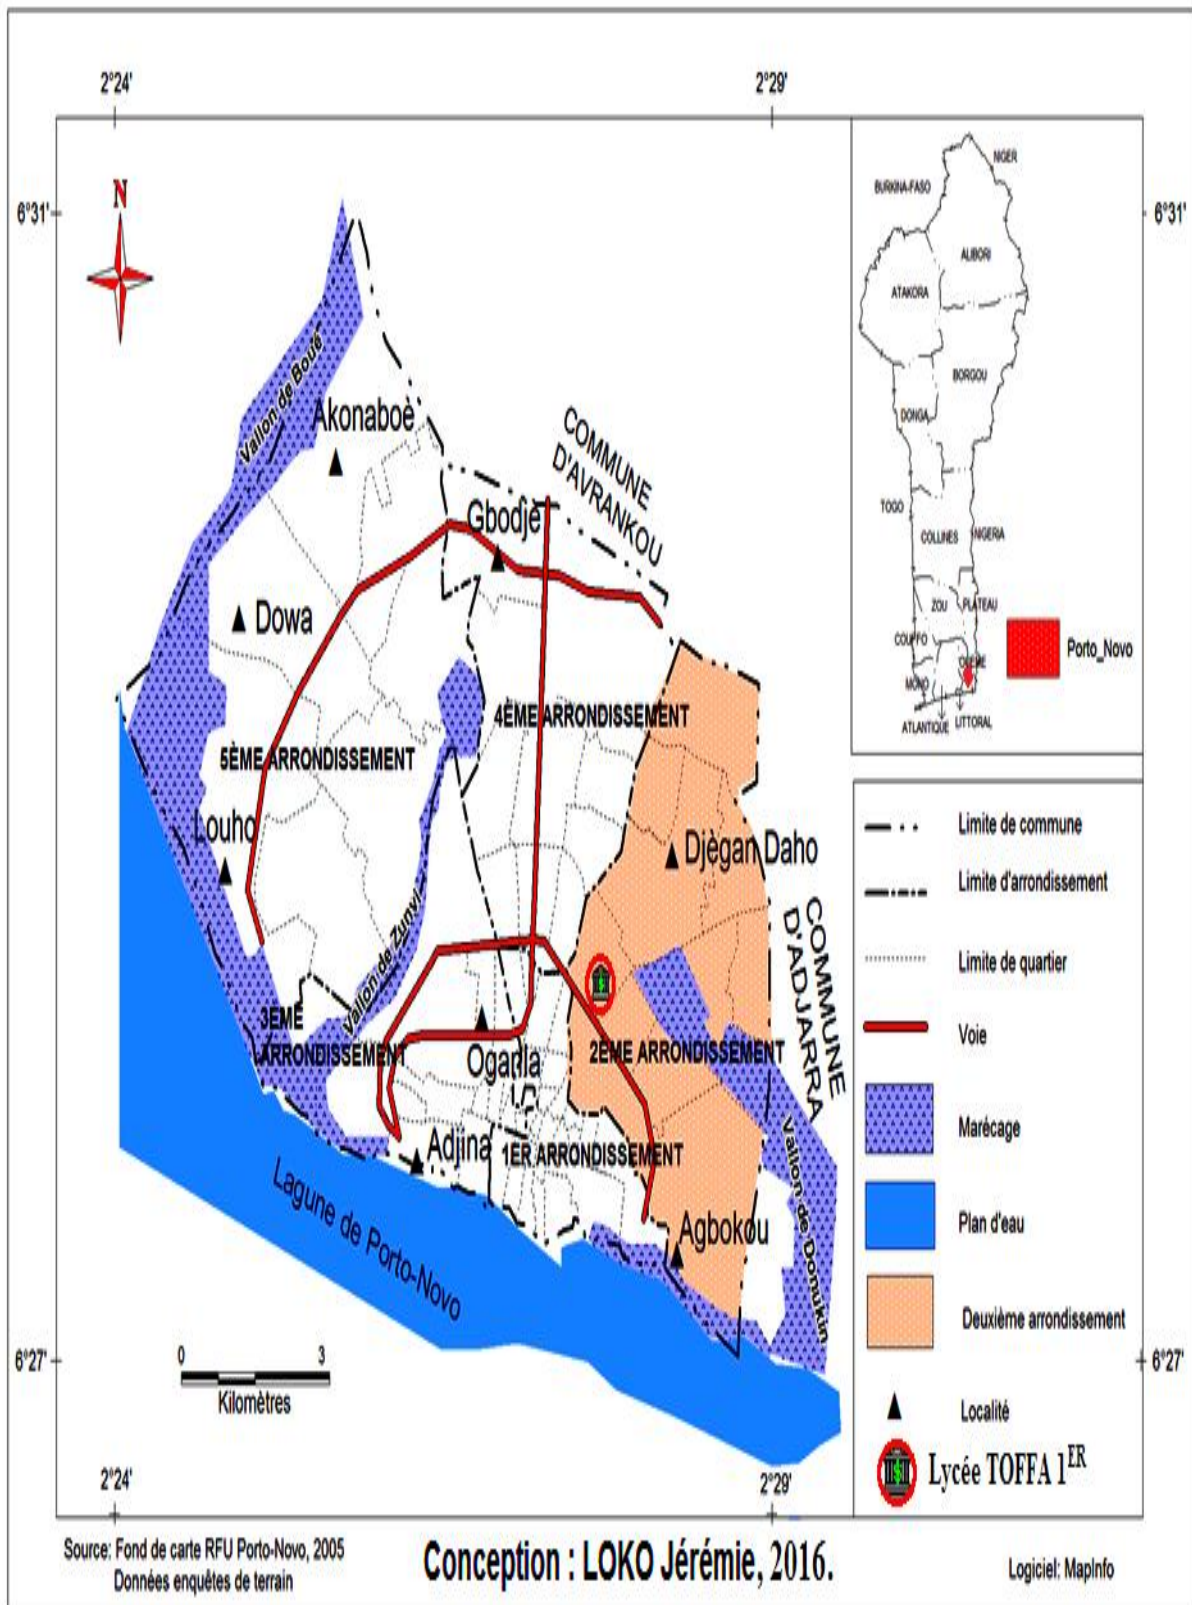 2°24'
2°29'
6°31'
6°31'
N
Vallon de Boué
Akonaboè
COMMUNE
D'AVRANKOU
Gbodjè
Dowa
4ÈME ARRONDISSEMENT
5ÈME ARRONDISSEMENT
Louho
Djègan Daho
COMMUNE
D'ADJARRA
Vallon de Zunvi
3EME
ARRONDISSEMENT
2EME ARRONDISSEMENT
Ogania
Adjina
1ER ARRONDISSEMENT
Vallon de Donukin
Agbokou
Lagune de Porto-Novo
0 3
Kilomètres
6°27'
6°27'
2°24'
2°29'
NIGER
BURKINA-FASO
ALIBORI
ATAKORA
BORGOU
DONGA
TOGO
COLLINES
NIGERIA
ZOU
PLATEAU
COUFFO
OUEME
MONO
ATLANTIQUE
LITTORAL
Porto_Novo
Limite de commune
Limite d'arrondissement
Limite de quartier
Voie
Marécage
Plan d'eau
Deuxième arrondissement
Localité
Lycée TOFFA 1ER
Source: Fond de carte RFU Porto-Novo, 2005
Données enquêtes de terrain
Conception : LOKO Jérémie, 2016.
Logiciel: MapInfo